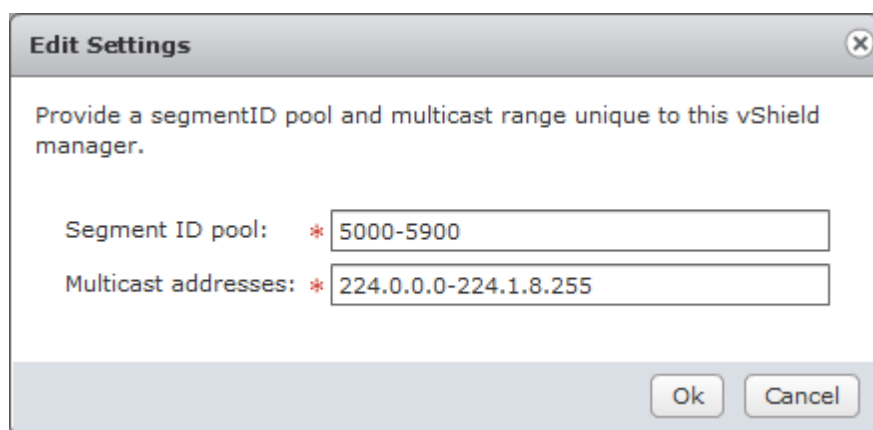 Edit Settings
Provide a segmentID pool and multicast range unique to this vShield
manager.
Segment ID pool: * 5000-5900
Multicast addresses: * 224.0.0.0-224.1.8.255
Ok Cancel